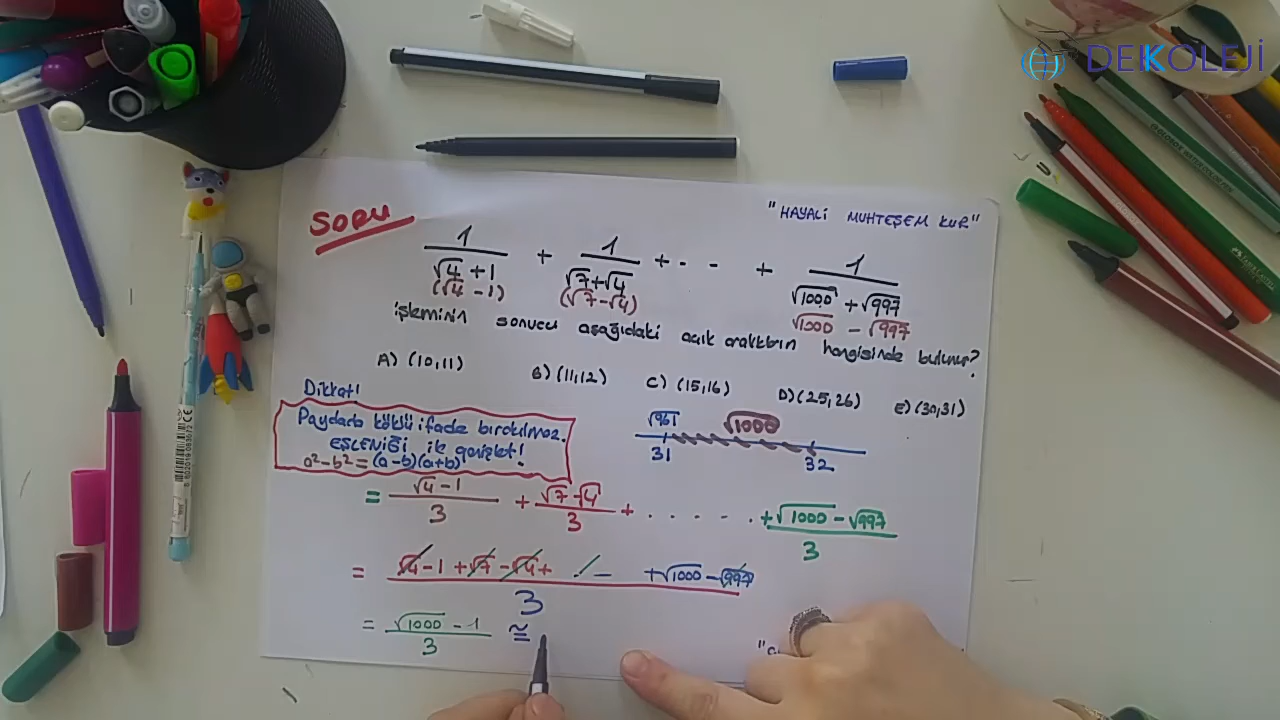 DEKOLEJİ
SORU
"HAYALİ MUHTEŞEM KUR"
1/(√4 + 1) + 1/(√7+√4) + · · · + 1/(√1000 + √997)
(√4 - 1) (√7-√4) √1000 - √997
işleminin sonucu aşağıdaki açık aralıkların hangisinde bulunur?
A) (10,11) B) (11,12) C) (15,16) D) (25,26) E) (30,31)
Dikkat!
Paydada köklü ifade bırakılmaz.
EŞLENİĞİ ile genişlet!
a²-b² = (a-b)(a+b)
√961 √1000
31 32
= (√4 - 1)/3 + (√7-√4)/3 + . . . . . . + (√1000 - √997)/3
= (√4-1 + √7-√4+ - +√1000-√997)/3
= (√1000 - 1)/3 ≅